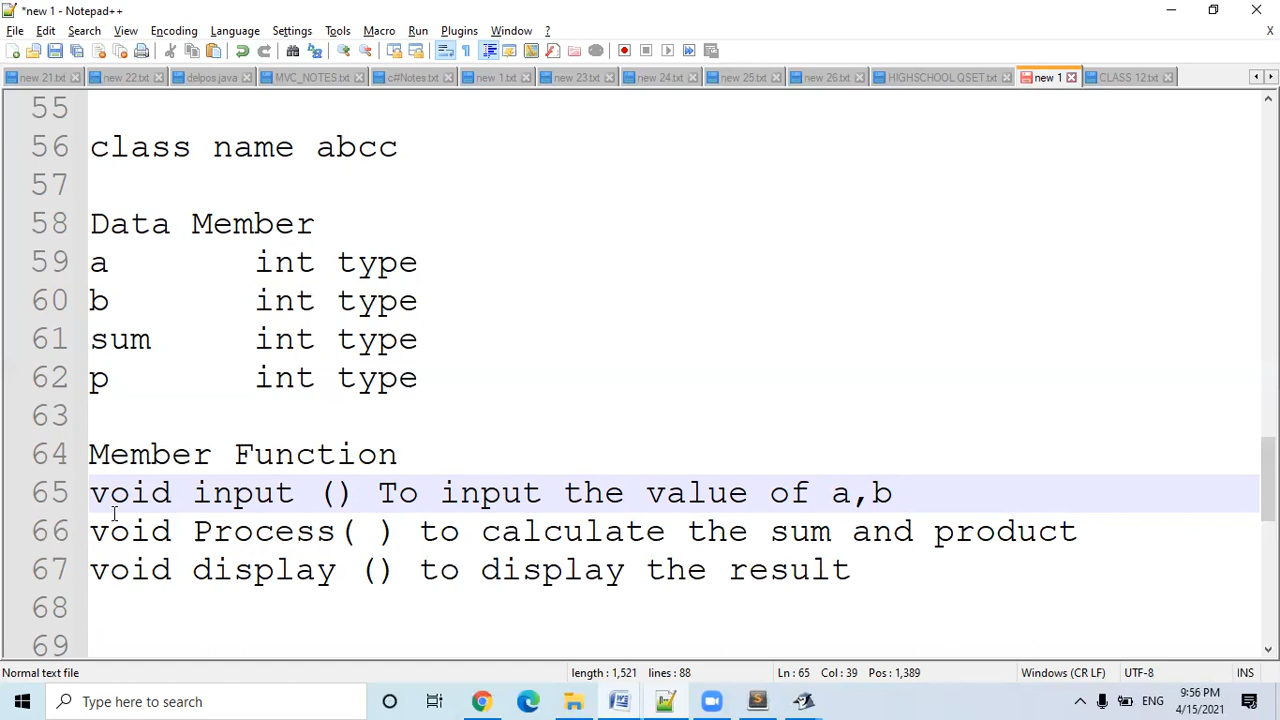 *new 1 - Notepad++
File Edit Search View Encoding Language Settings Tools Macro Run Plugins Window ?
X
new 21.txt new 22.txt delpos.java MVC_NOTES.txt c#Notes.txt new 1.txt new 23.txt new 24.txt new 25.txt new 26.txt HIGHSCHOOL QSET.txt new 1 CLASS 12.txt
55
56 class name abcc
57
58 Data Member
59 a int type
60 b int type
61 sum int type
62 p int type
63
64 Member Function
65 void input () To input the value of a,b
66 void Process( ) to calculate the sum and product
67 void display () to display the result
68
69
Normal text file length : 1,521 lines : 88 Ln : 65 Col : 39 Pos : 1,389 Windows (CR LF) UTF-8 INS
Type here to search ENG 9:56 PM
4/15/2021